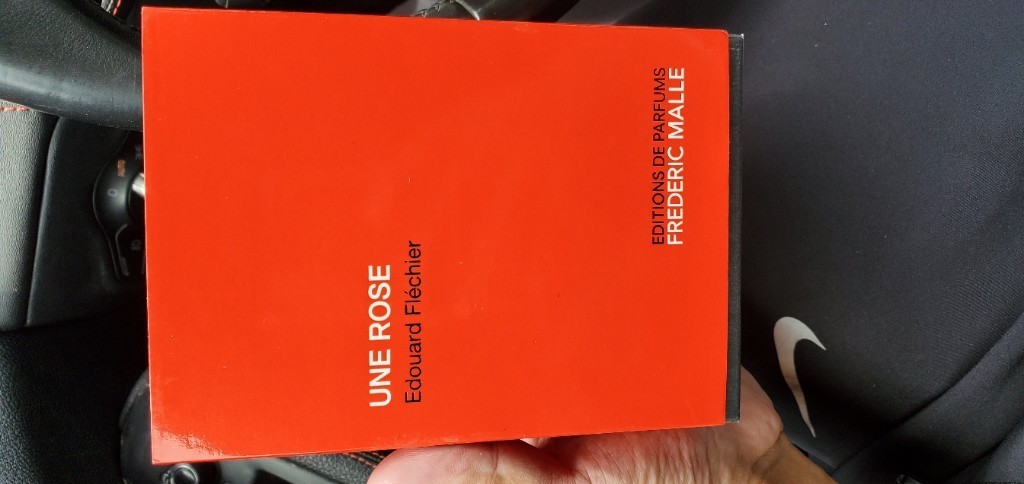 UNE ROSE
Edouard Fléchier
EDITIONS DE PARFUMS
FREDERIC MALLE